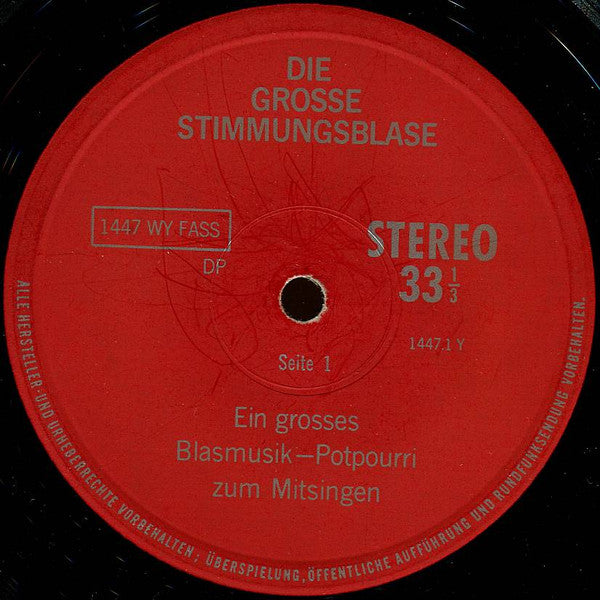 DIE
GROSSE
STIMMUNGSBLASE
1447 WY FASS
DP
STEREO
33 1/3
1447.1 Y
Seite 1
Ein grosses
Blasmusik—Potpourri
zum Mitsingen
ALLE HERSTELLER- UND URHEBERRECHTE VORBEHALTEN; ÜBERSPIELUNG, ÖFFENTLICHE AUFFÜHRUNG UND RUNDFUNKSENDUNG VORBEHALTEN.